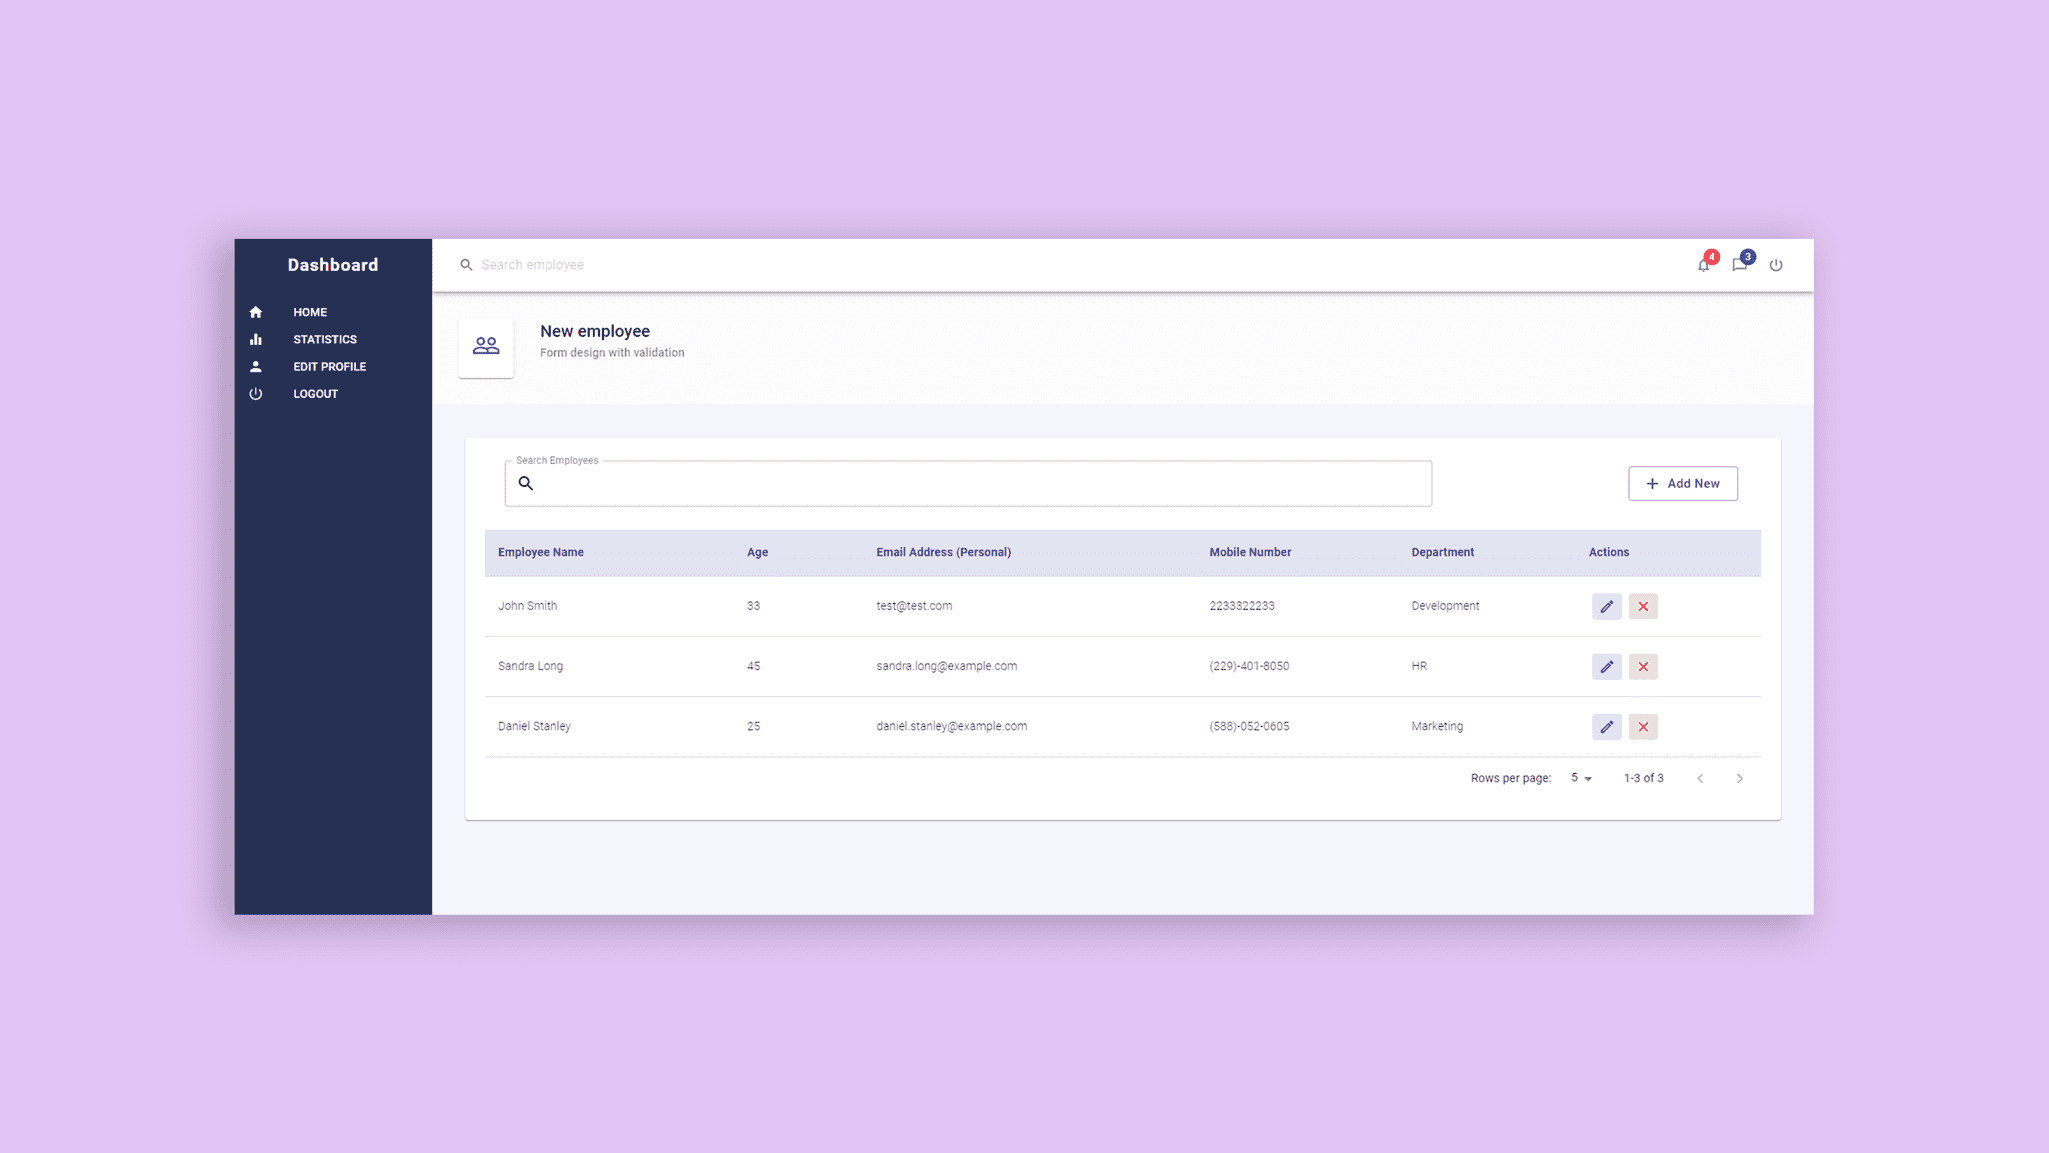 Dashboard
HOME
STATISTICS
EDIT PROFILE
LOGOUT
Search employee
4
3
New employee
Form design with validation
Search Employees
Add New
Employee Name Age Email Address (Personal) Mobile Number Department Actions
John Smith 33 test@test.com 2233322233 Development
Sandra Long 45 sandra.long@example.com (229)-401-8050 HR
Daniel Stanley 25 daniel.stanley@example.com (588)-052-0605 Marketing
Rows per page: 5 1-3 of 3